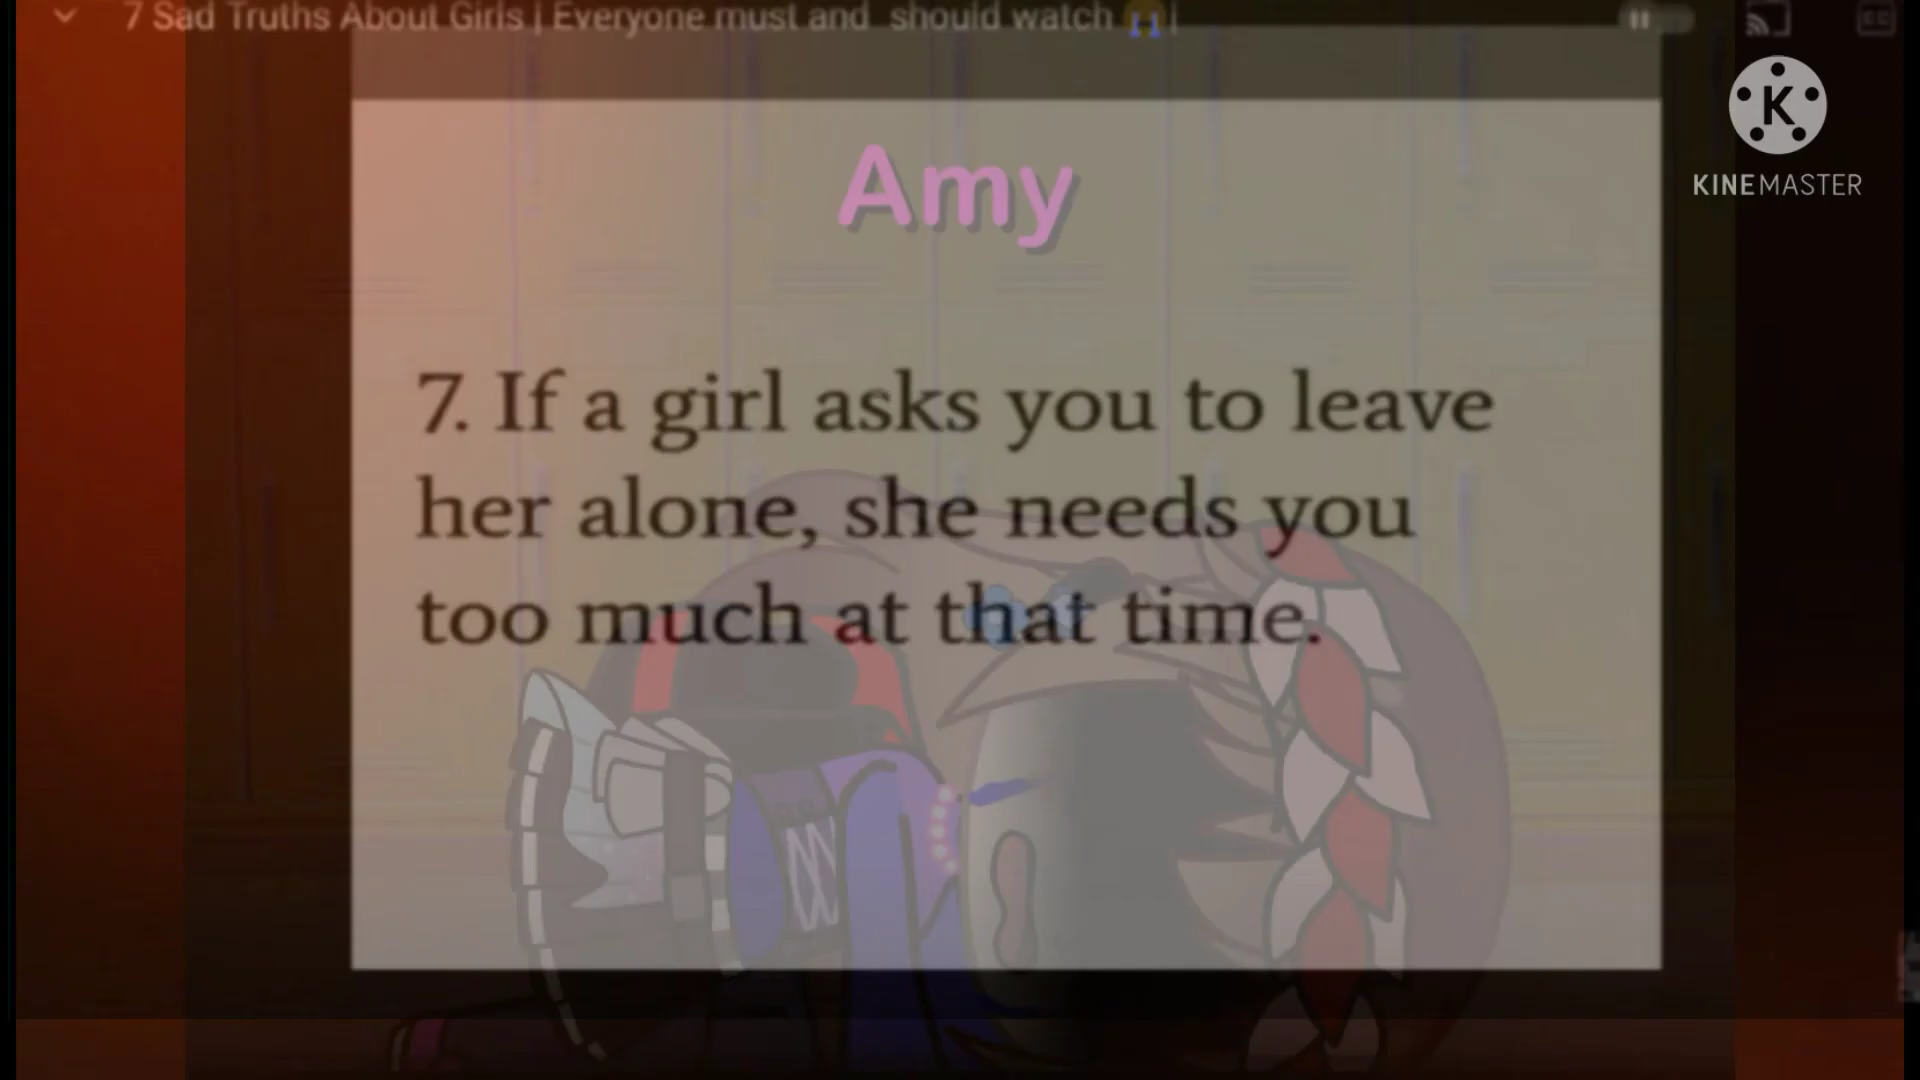 7 Sad Truths About Girls | Everyone must and should watch |
CC
K
KINEMASTER
Amy
7. If a girl asks you to leave
her alone, she needs you
too much at that time.